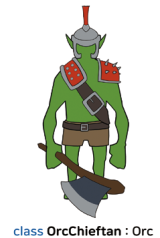 class OrcChieftan : Orc